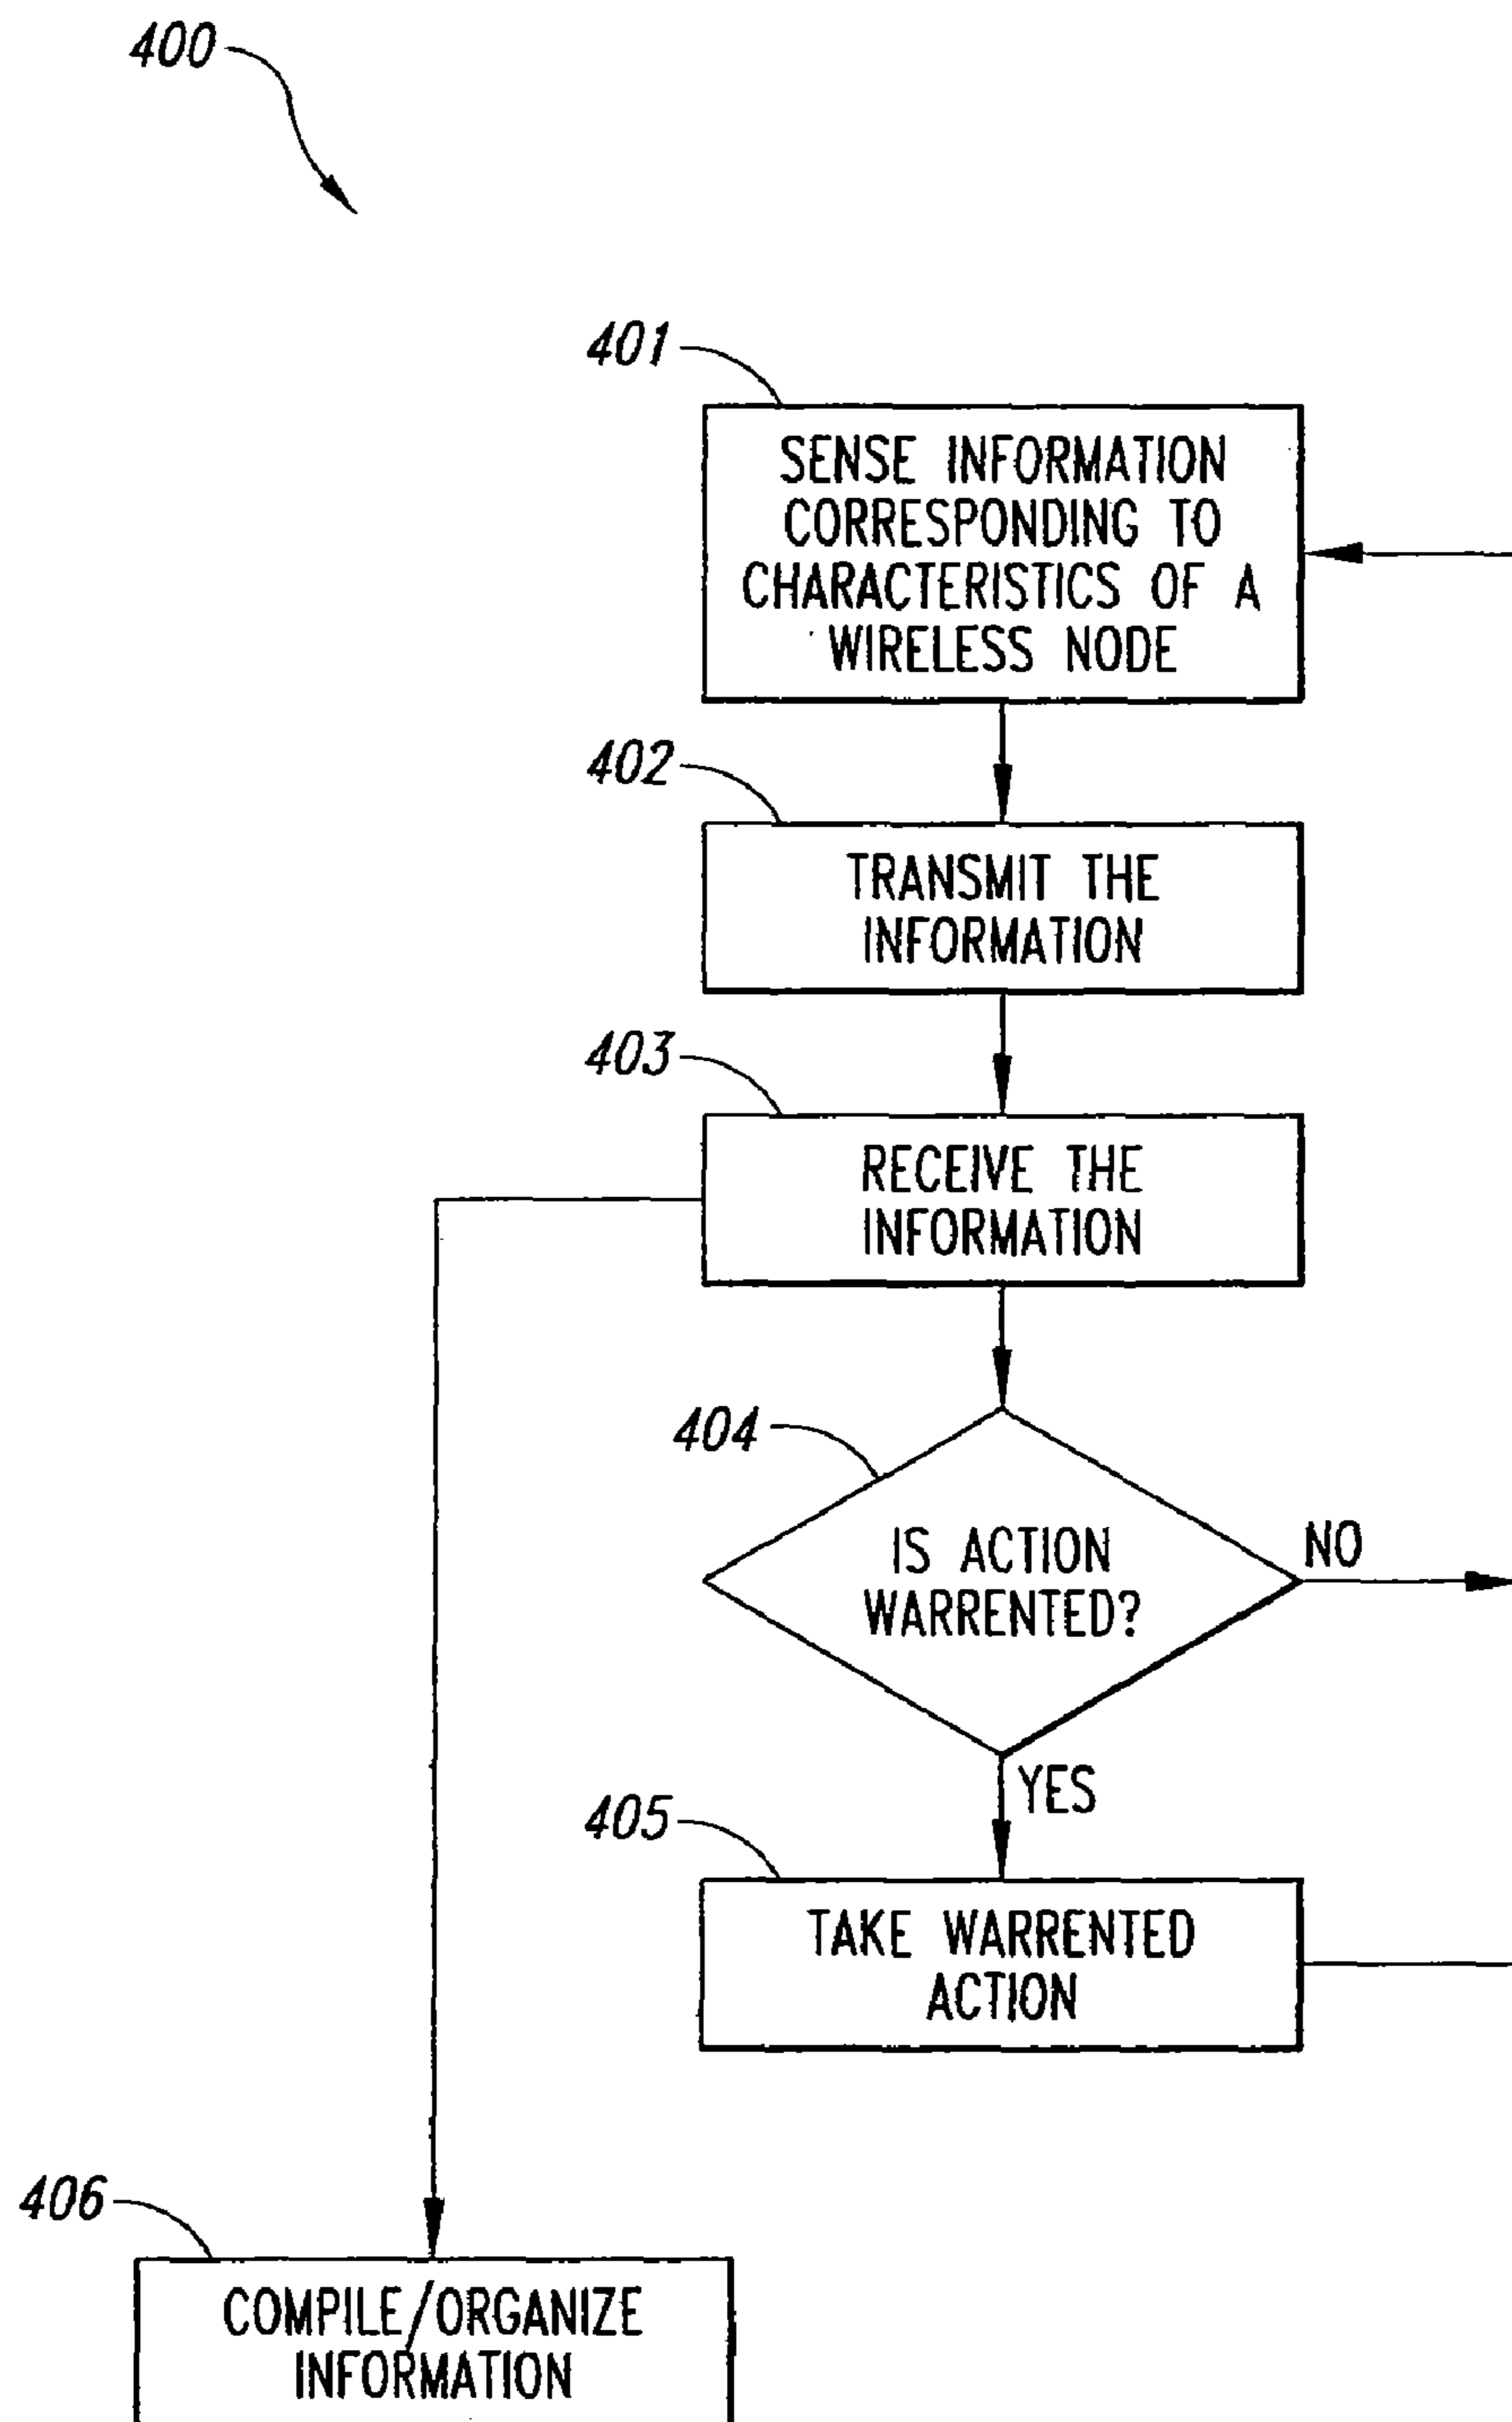 400
401
SENSE INFORMATION
CORRESPONDING TO
CHARACTERISTICS OF A
WIRELESS NODE
402
TRANSMIT THE
INFORMATION
403
RECEIVE THE
INFORMATION
404
IS ACTION
WARRENTED?
NO
YES
405
TAKE WARRENTED
ACTION
406
COMPILE/ORGANIZE
INFORMATION